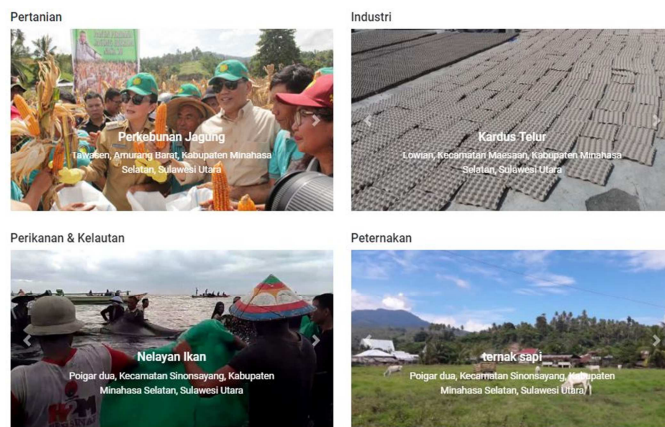 Pertanian
Industri
Perkebunan Jagung
Tawasen, Amurang Barat, Kabupaten Minahasa
Selatan, Sulawesi Utara
Kardus Telur
Lowian, Kecamatan Maesaan, Kabupaten Minahasa
Selatan, Sulawesi Utara
Perikanan & Kelautan
Peternakan
Nelayan Ikan
Poigar dua, Kecamatan Sinonsayang, Kabupaten
Minahasa Selatan, Sulawesi Utara
ternak sapi
Poigar dua, Kecamatan Sinonsayang, Kabupaten
Minahasa Selatan, Sulawesi Utara